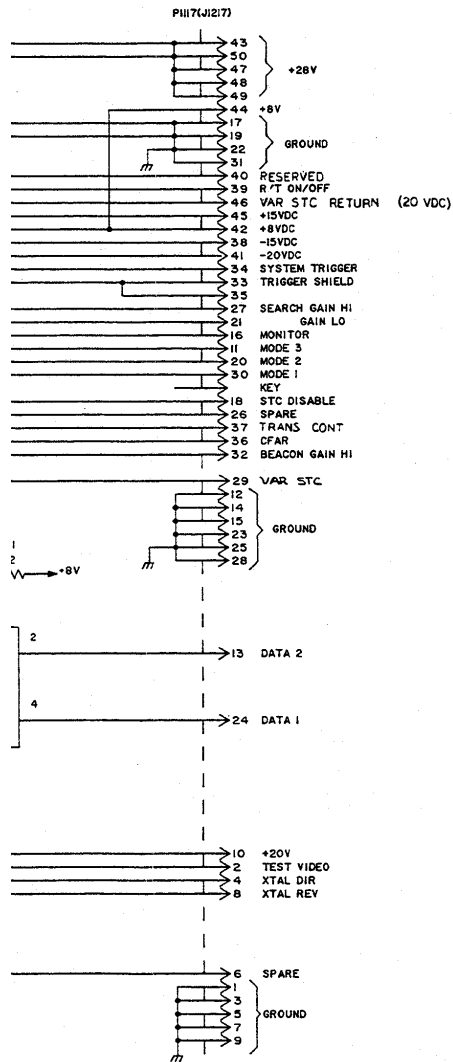 P1117(J1217)
43
50
47 +28V
48
49
44 +8V
17
19
22 GROUND
31
40 RESERVED
39 R/T ON/OFF
46 VAR STC RETURN (20 VDC)
45 +15VDC
42 +8VDC
38 -15VDC
41 -20VDC
34 SYSTEM TRIGGER
33 TRIGGER SHIELD
35
27 SEARCH GAIN HI
21 GAIN LO
16 MONITOR
11 MODE 3
20 MODE 2
30 MODE 1
KEY
18 STC DISABLE
26 SPARE
37 TRANS CONT
36 CFAR
32 BEACON GAIN HI
29 VAR STC
12
14
15
23 GROUND
25
28
1
2
+8V
2
13 DATA 2
4
24 DATA 1
10 +20V
2 TEST VIDEO
4 XTAL DIR
8 XTAL REV
6 SPARE
1
3
5 GROUND
7
9